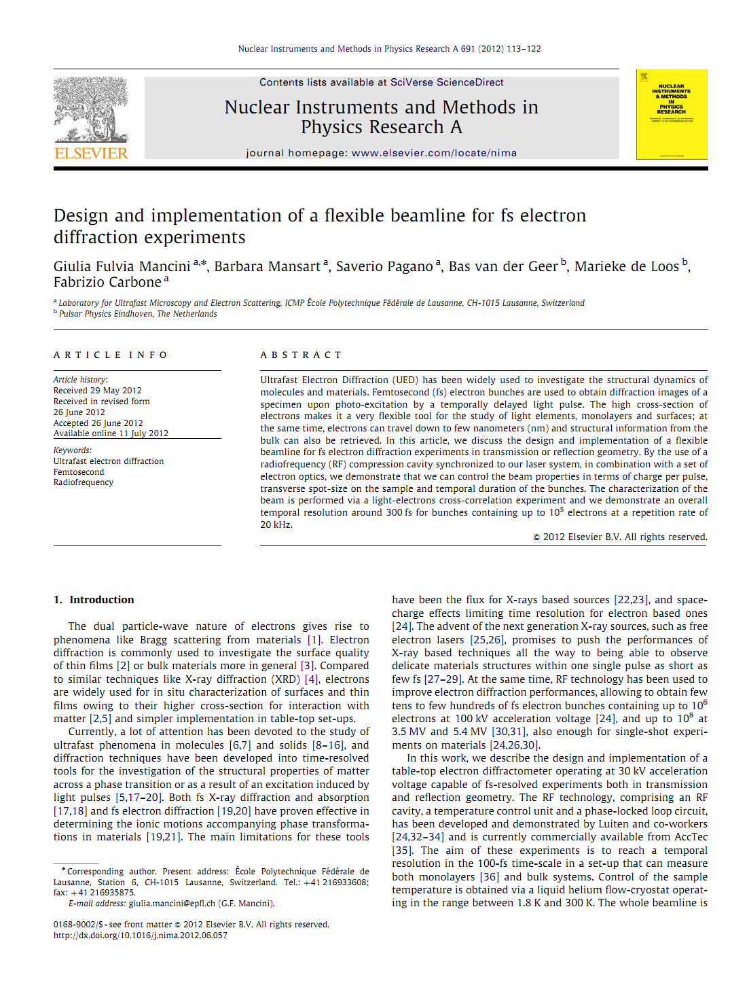 Nuclear Instruments and Methods in Physics Research A 691 (2012) 113–122
Contents lists available at SciVerse ScienceDirect
Nuclear Instruments and Methods in
Physics Research A
journal homepage: www.elsevier.com/locate/nima
ELSEVIER
NUCLEAR
INSTRUMENTS
& METHODS
IN
PHYSICS
RESEARCH
Design and implementation of a flexible beamline for fs electron
diffraction experiments
Giulia Fulvia Mancini a,*, Barbara Mansart a, Saverio Pagano a, Bas van der Geer b, Marieke de Loos b,
Fabrizio Carbone a
a Laboratory for Ultrafast Microscopy and Electron Scattering, ICMP École Polytechnique Fédérale de Lausanne, CH-1015 Lausanne, Switzerland
b Pulsar Physics Eindhoven, The Netherlands
ARTICLE INFO
Article history:
Received 29 May 2012
Received in revised form
26 June 2012
Accepted 26 June 2012
Available online 11 July 2012
Keywords:
Ultrafast electron diffraction
Femtosecond
Radiofrequency
ABSTRACT
Ultrafast Electron Diffraction (UED) has been widely used to investigate the structural dynamics of
molecules and materials. Femtosecond (fs) electron bunches are used to obtain diffraction images of a
specimen upon photo-excitation by a temporally delayed light pulse. The high cross-section of
electrons makes it a very flexible tool for the study of light elements, monolayers and surfaces; at
the same time, electrons can travel down to few nanometers (nm) and structural information from the
bulk can also be retrieved. In this article, we discuss the design and implementation of a flexible
beamline for fs electron diffraction experiments in transmission or reflection geometry. By the use of a
radiofrequency (RF) compression cavity synchronized to our laser system, in combination with a set of
electron optics, we demonstrate that we can control the beam properties in terms of charge per pulse,
transverse spot-size on the sample and temporal duration of the bunches. The characterization of the
beam is performed via a light-electrons cross-correlation experiment and we demonstrate an overall
temporal resolution around 300 fs for bunches containing up to 10⁵ electrons at a repetition rate of
20 kHz.
© 2012 Elsevier B.V. All rights reserved.
1. Introduction
The dual particle-wave nature of electrons gives rise to
phenomena like Bragg scattering from materials [1]. Electron
diffraction is commonly used to investigate the surface quality
of thin films [2] or bulk materials more in general [3]. Compared
to similar techniques like X-ray diffraction (XRD) [4], electrons
are widely used for in situ characterization of surfaces and thin
films owing to their higher cross-section for interaction with
matter [2,5] and simpler implementation in table-top set-ups.
Currently, a lot of attention has been devoted to the study of
ultrafast phenomena in molecules [6,7] and solids [8–16], and
diffraction techniques have been developed into time-resolved
tools for the investigation of the structural properties of matter
across a phase transition or as a result of an excitation induced by
light pulses [5,17–20]. Both fs X-ray diffraction and absorption
[17,18] and fs electron diffraction [19,20] have proven effective in
determining the ionic motions accompanying phase transforma-
tions in materials [19,21]. The main limitations for these tools
* Corresponding author. Present address: École Polytechnique Fédérale de
Lausanne, Station 6, CH-1015 Lausanne, Switzerland. Tel.: +41 216933608;
fax: +41 216935875.
E-mail address: giulia.mancini@epfl.ch (G.F. Mancini).
0168-9002/$ - see front matter © 2012 Elsevier B.V. All rights reserved.
http://dx.doi.org/10.1016/j.nima.2012.06.057
have been the flux for X-rays based sources [22,23], and space-
charge effects limiting time resolution for electron based ones
[24]. The advent of the next generation X-ray sources, such as free
electron lasers [25,26], promises to push the performances of
X-ray based techniques all the way to being able to observe
delicate materials structures within one single pulse as short as
few fs [27–29]. At the same time, RF technology has been used to
improve electron diffraction performances, allowing to obtain few
tens to few hundreds of fs electron bunches containing up to 10⁶
electrons at 100 kV acceleration voltage [24], and up to 10⁸ at
3.5 MV and 5.4 MV [30,31], also enough for single-shot experi-
ments on materials [24,26,30].
In this work, we describe the design and implementation of a
table-top electron diffractometer operating at 30 kV acceleration
voltage capable of fs-resolved experiments both in transmission
and reflection geometry. The RF technology, comprising an RF
cavity, a temperature control unit and a phase-locked loop circuit,
has been developed and demonstrated by Luiten and co-workers
[24,32–34] and is currently commercially available from AccTec
[35]. The aim of these experiments is to reach a temporal
resolution in the 100-fs time-scale in a set-up that can measure
both monolayers [36] and bulk systems. Control of the sample
temperature is obtained via a liquid helium flow-cryostat operat-
ing in the range between 1.8 K and 300 K. The whole beamline is